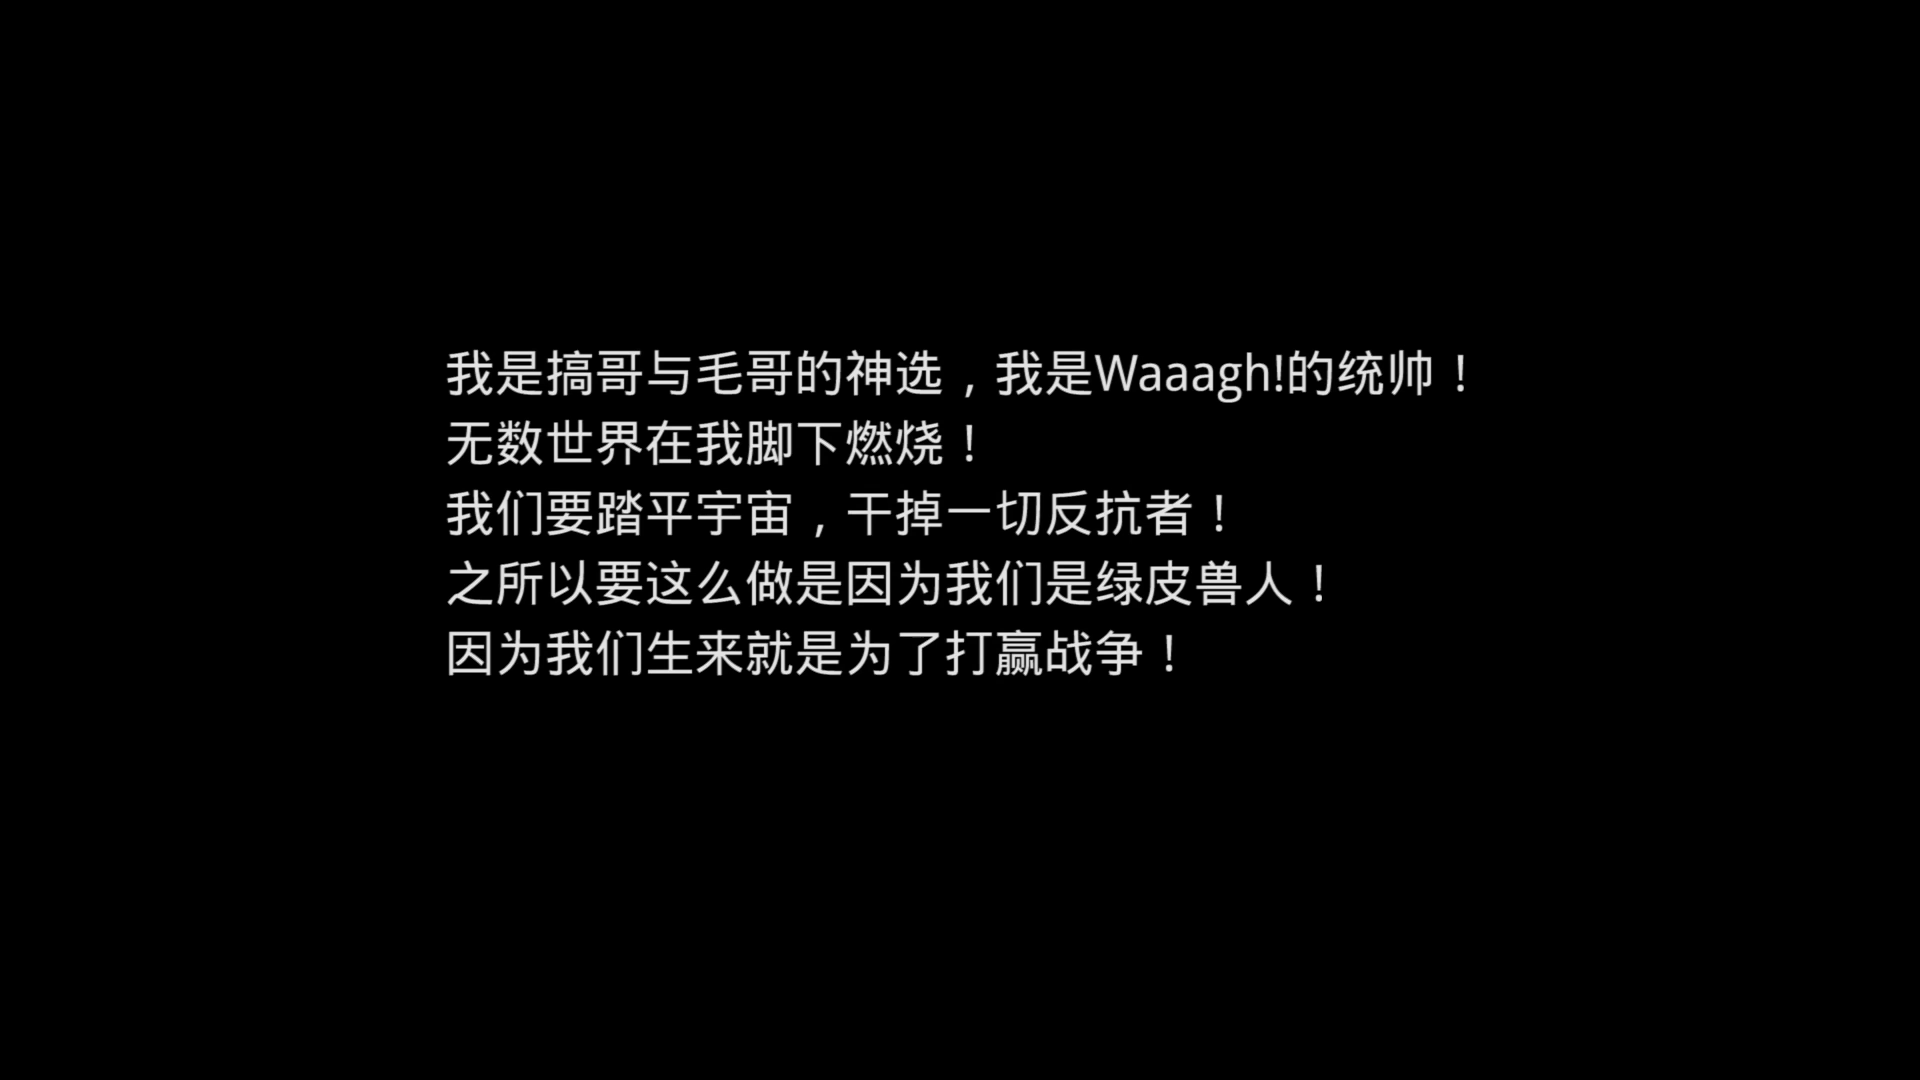 我是搞哥与毛哥的神选，我是Waaagh!的统帅！
无数世界在我脚下燃烧！
我们要踏平宇宙，干掉一切反抗者！
之所以要这么做是因为我们是绿皮兽人！
因为我们生来就是为了打赢战争！